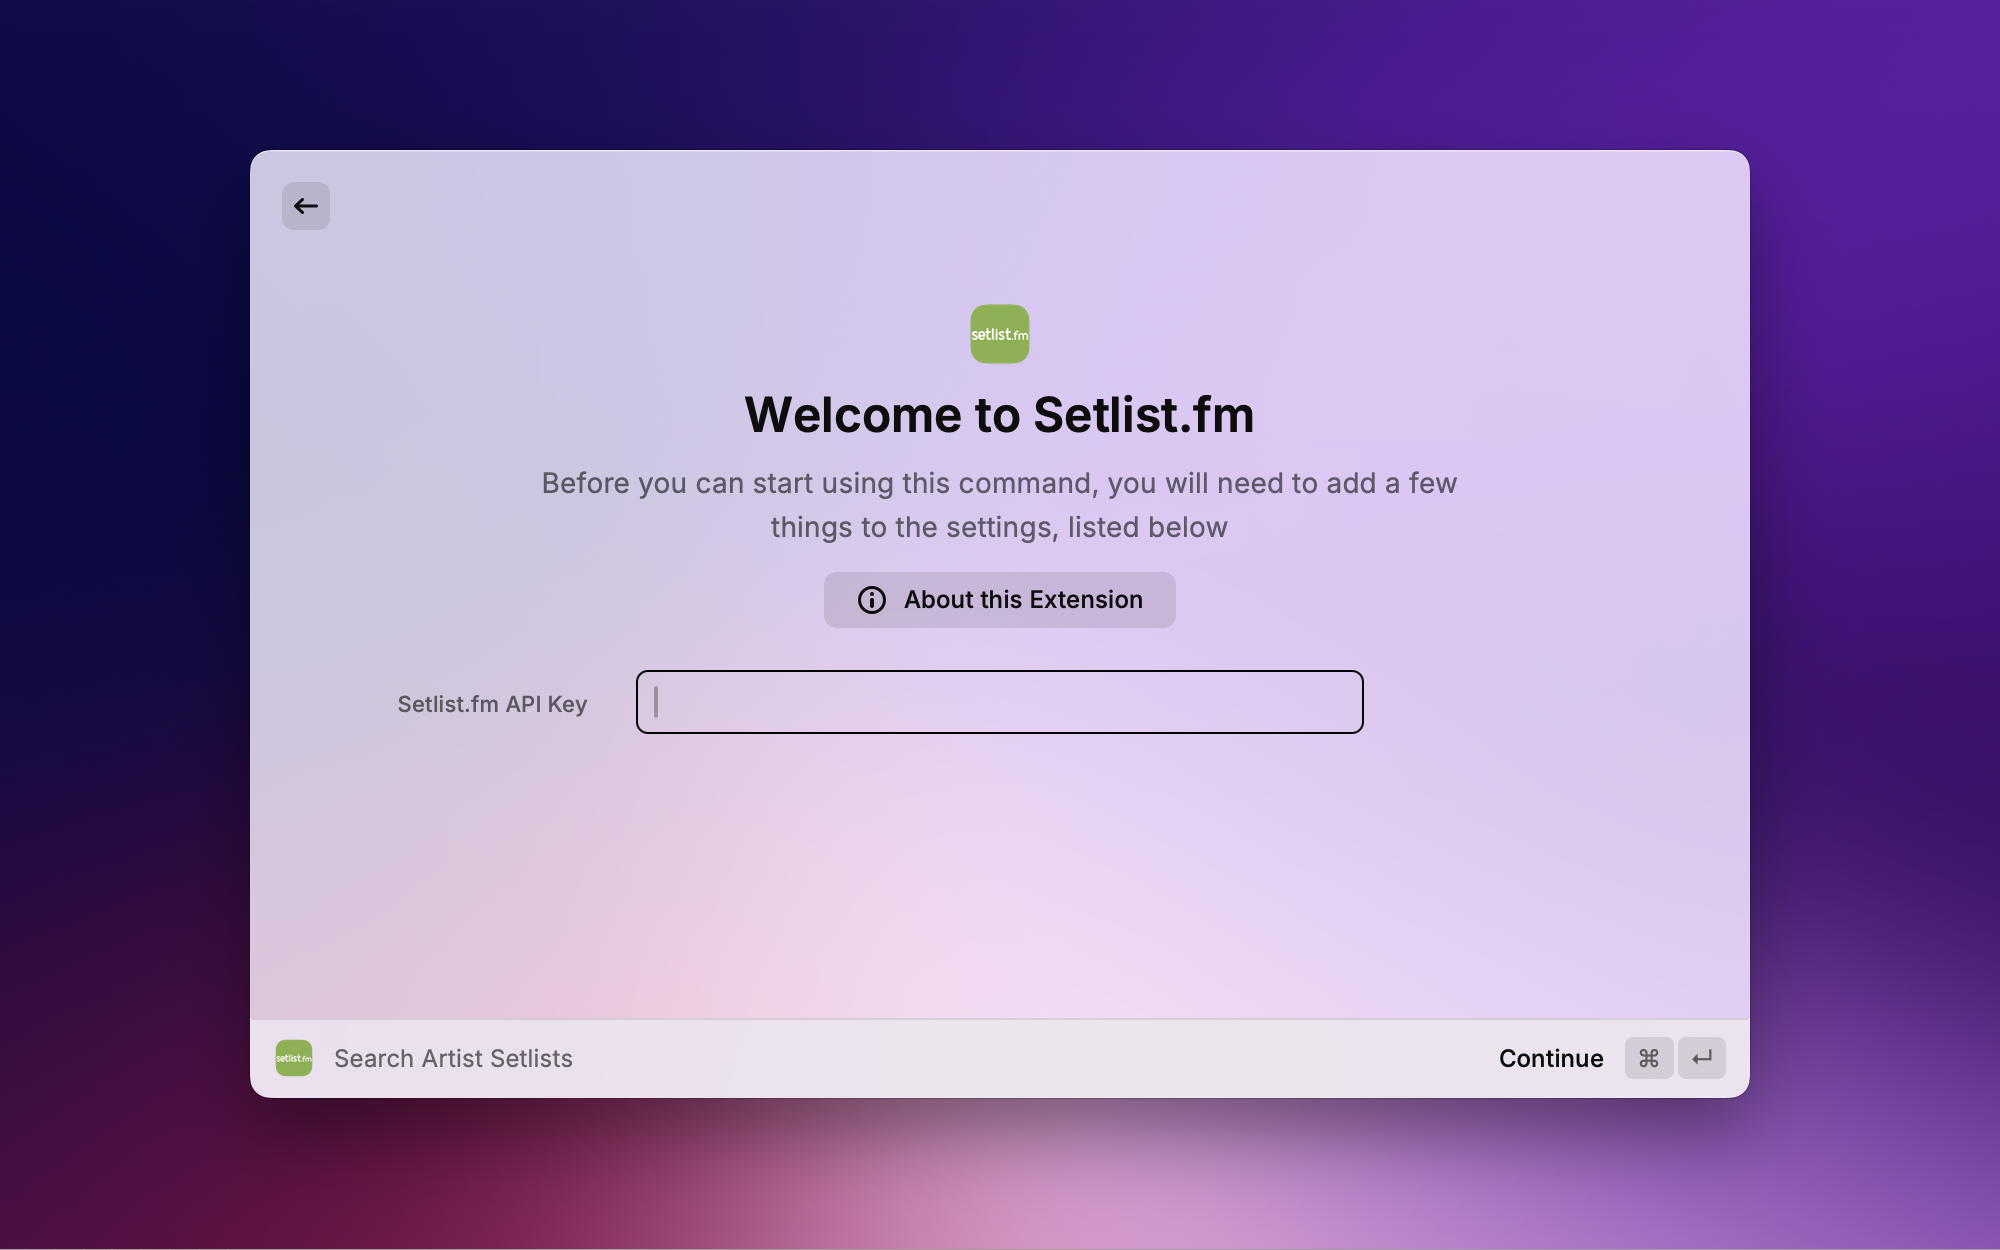 setlist.fm
Welcome to Setlist.fm
Before you can start using this command, you will need to add a few
things to the settings, listed below
About this Extension
Setlist.fm API Key
setlist.fm
Search Artist Setlists
Continue ⌘ ↵